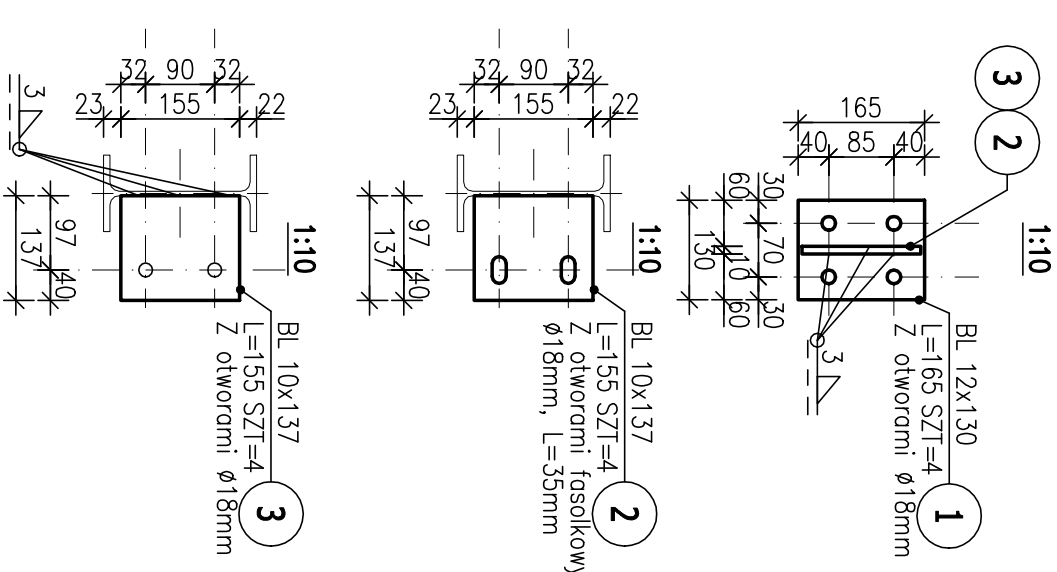 3
2
1:10
165
40 85 40
30 70 30
60 10 60
130
3
BL 12x130
L=165 SZT=4
Z otworami ø18mm
1
1:10
32 90 32
23 155 22
97 40
137
BL 10x137
L=155 SZT=4
Z otworami fasolkowy
ø18mm, L=35mm
2
1:10
32 90 32
23 155 22
97 40
137
3
BL 10x137
L=155 SZT=4
Z otworami ø18mm
3